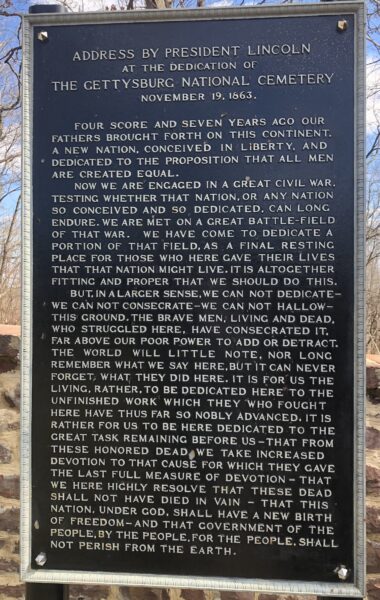 ADDRESS BY PRESIDENT LINCOLN
AT THE DEDICATION OF
THE GETTYSBURG NATIONAL CEMETERY
NOVEMBER 19, 1863.
FOUR SCORE AND SEVEN YEARS AGO OUR
FATHERS BROUGHT FORTH ON THIS CONTINENT,
A NEW NATION, CONCEIVED IN LIBERTY, AND
DEDICATED TO THE PROPOSITION THAT ALL MEN
ARE CREATED EQUAL.
NOW WE ARE ENGAGED IN A GREAT CIVIL WAR,
TESTING WHETHER THAT NATION, OR ANY NATION
SO CONCEIVED AND SO DEDICATED, CAN LONG
ENDURE. WE ARE MET ON A GREAT BATTLE-FIELD
OF THAT WAR. WE HAVE COME TO DEDICATE A
PORTION OF THAT FIELD, AS A FINAL RESTING
PLACE FOR THOSE WHO HERE GAVE THEIR LIVES
THAT THAT NATION MIGHT LIVE. IT IS ALTOGETHER
FITTING AND PROPER THAT WE SHOULD DO THIS.
BUT, IN A LARGER SENSE, WE CAN NOT DEDICATE-
WE CAN NOT CONSECRATE-WE CAN NOT HALLOW-
THIS GROUND. THE BRAVE MEN, LIVING AND DEAD,
WHO STRUGGLED HERE, HAVE CONSECRATED IT,
FAR ABOVE OUR POOR POWER TO ADD OR DETRACT.
THE WORLD WILL LITTLE NOTE, NOR LONG
REMEMBER WHAT WE SAY HERE, BUT IT CAN NEVER
FORGET WHAT THEY DID HERE. IT IS FOR US THE
LIVING, RATHER, TO BE DEDICATED HERE TO THE
UNFINISHED WORK WHICH THEY WHO FOUGHT
HERE HAVE THUS FAR SO NOBLY ADVANCED. IT IS
RATHER FOR US TO BE HERE DEDICATED TO THE
GREAT TASK REMAINING BEFORE US-THAT FROM
THESE HONORED DEAD WE TAKE INCREASED
DEVOTION TO THAT CAUSE FOR WHICH THEY GAVE
THE LAST FULL MEASURE OF DEVOTION-THAT
WE HERE HIGHLY RESOLVE THAT THESE DEAD
SHALL NOT HAVE DIED IN VAIN-THAT THIS
NATION, UNDER GOD, SHALL HAVE A NEW BIRTH
OF FREEDOM-AND THAT GOVERNMENT OF THE
PEOPLE, BY THE PEOPLE, FOR THE PEOPLE, SHALL
NOT PERISH FROM THE EARTH.